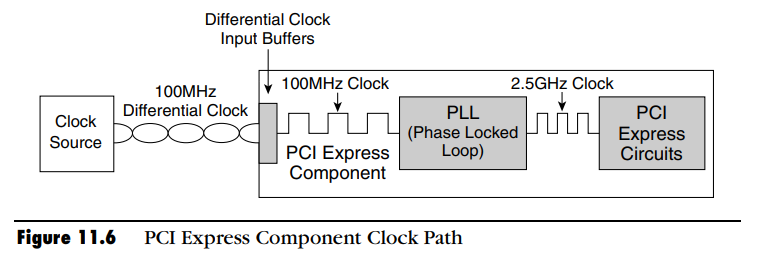 Differential Clock
Input Buffers
100MHz
Differential Clock
100MHz Clock
2.5GHz Clock
Clock
Source
PLL
(Phase Locked
Loop)
PCI
Express
Circuits
PCI Express
Component
Figure 11.6 PCI Express Component Clock Path